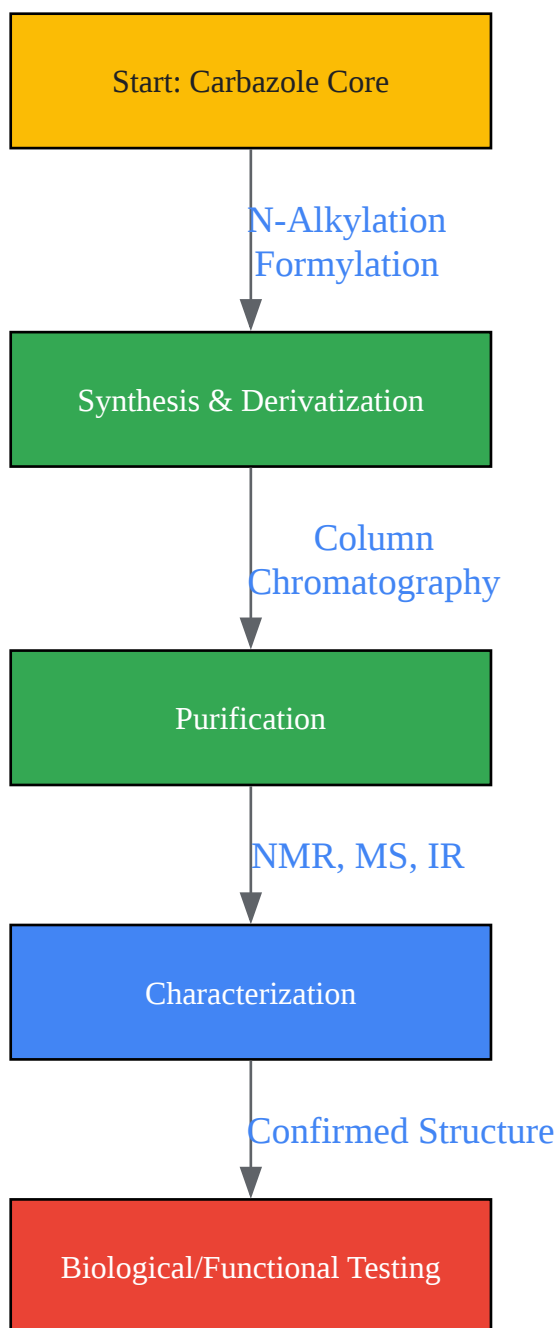 Start: Carbazole Core
N-Alkylation
Formylation
Synthesis & Derivatization
Column
Chromatography
Purification
NMR, MS, IR
Characterization
Confirmed Structure
Biological/Functional Testing